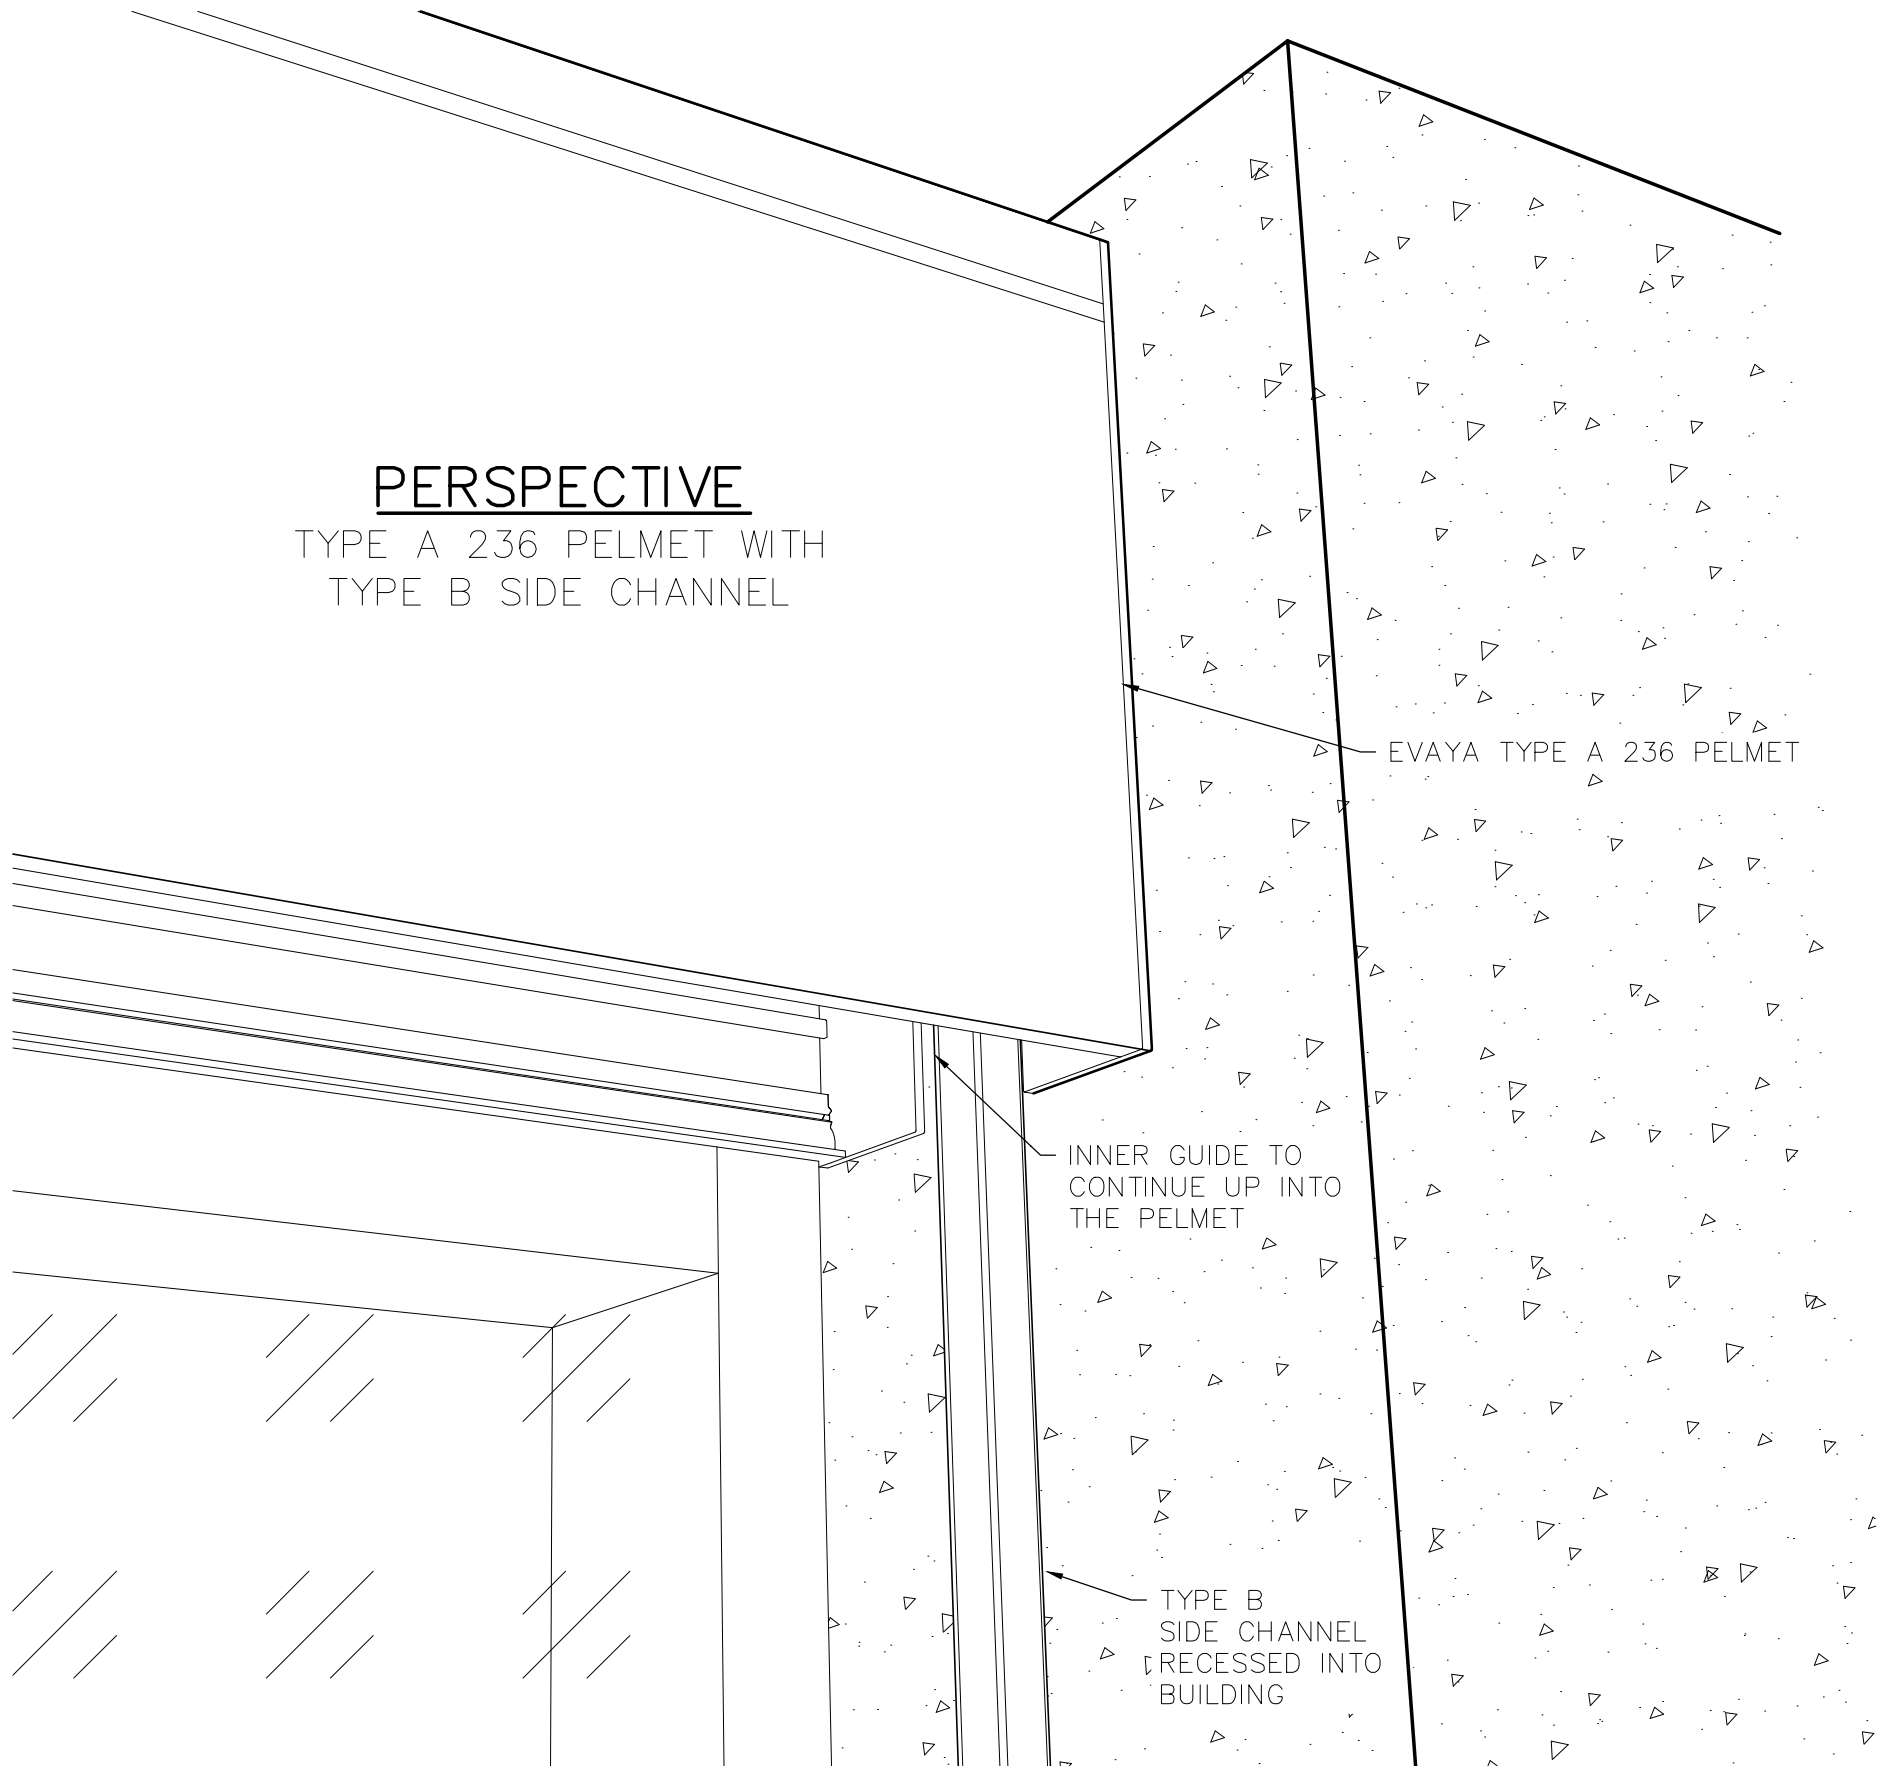 PERSPECTIVE
TYPE A 236 PELMET WITH
TYPE B SIDE CHANNEL
EVAYA TYPE A 236 PELMET
INNER GUIDE TO
CONTINUE UP INTO
THE PELMET
TYPE B
SIDE CHANNEL
RECESSED INTO
BUILDING